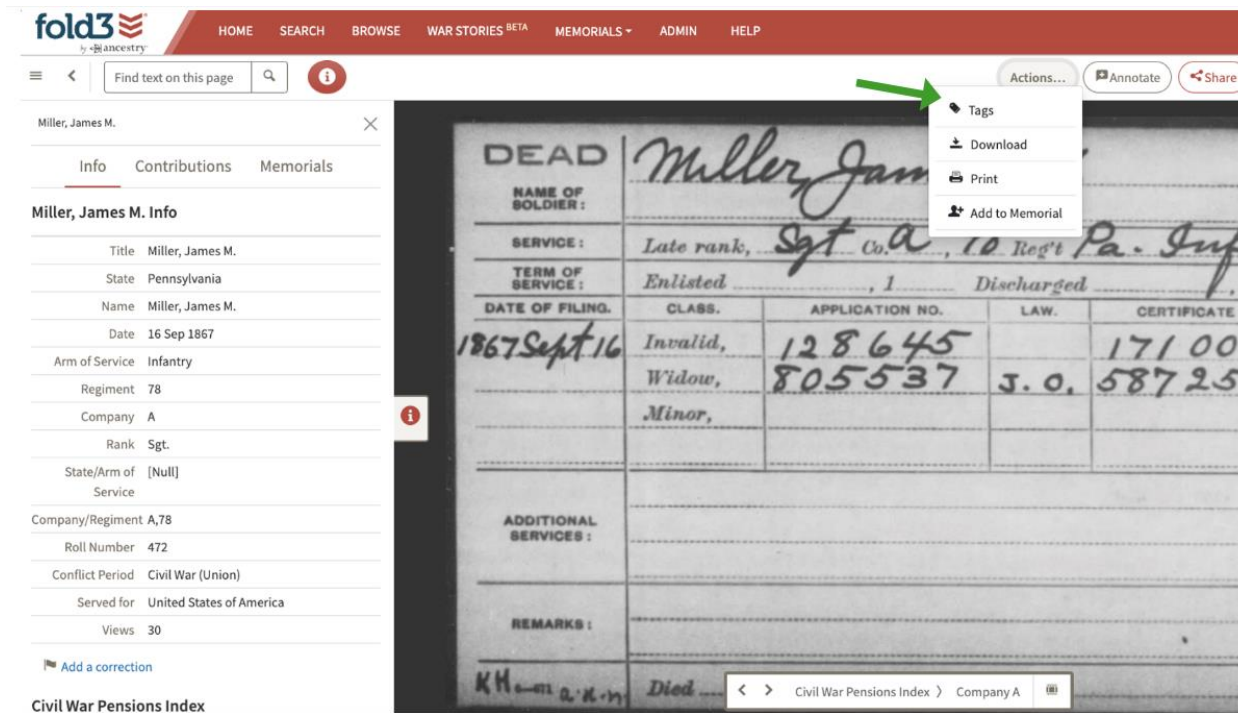 fold3
by ancestry
HOME SEARCH BROWSE WAR STORIES BETA MEMORIALS ADMIN HELP
Find text on this page
Actions... Annotate Share
Tags
Download
Print
Add to Memorial
Miller, James M.
Info Contributions Memorials
Miller, James M. Info
Title Miller, James M.
State Pennsylvania
Name Miller, James M.
Date 16 Sep 1867
Arm of Service Infantry
Regiment 78
Company A
Rank Sgt.
State/Arm of [Null]
Service
Company/Regiment A,78
Roll Number 472
Conflict Period Civil War (Union)
Served for United States of America
Views 30
Add a correction
Civil War Pensions Index
DEAD Miller, Jam
NAME OF
SOLDIER:
SERVICE: Late rank, Sgt Co. A, Reg't Pa. Inf
TERM OF
SERVICE: Enlisted , 1 Discharged ,
DATE OF FILING. CLASS. APPLICATION NO. LAW. CERTIFICATE
1867 Sept 16 Invalid, 128645 17100
Widow, 805537 J. O. 58725
Minor,
ADDITIONAL
SERVICES:
REMARKS:
Died
Civil War Pensions Index Company A